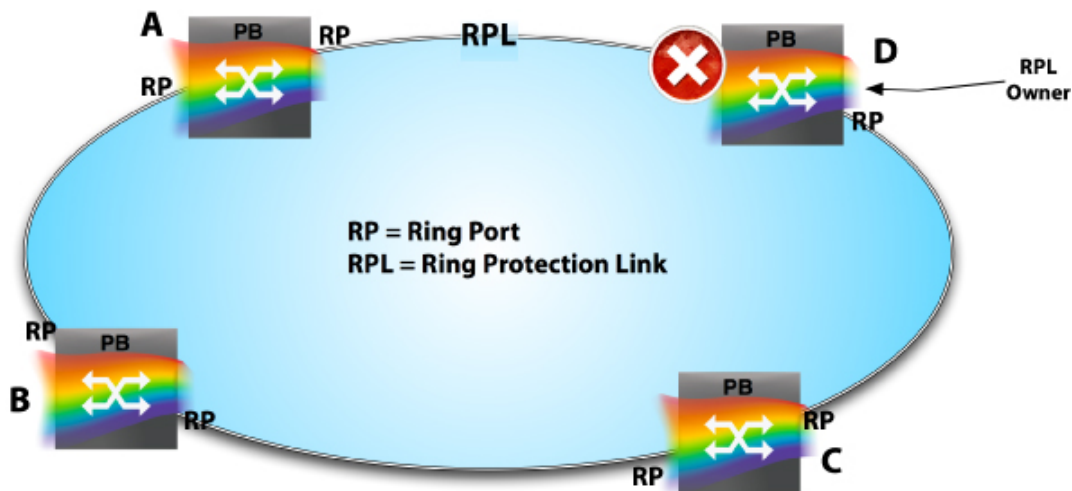 A
PB
RP
RP
RPL
PB
D
RP
RPL
Owner
RP = Ring Port
RPL = Ring Protection Link
RP
PB
B
RP
PB
RP
RP
C